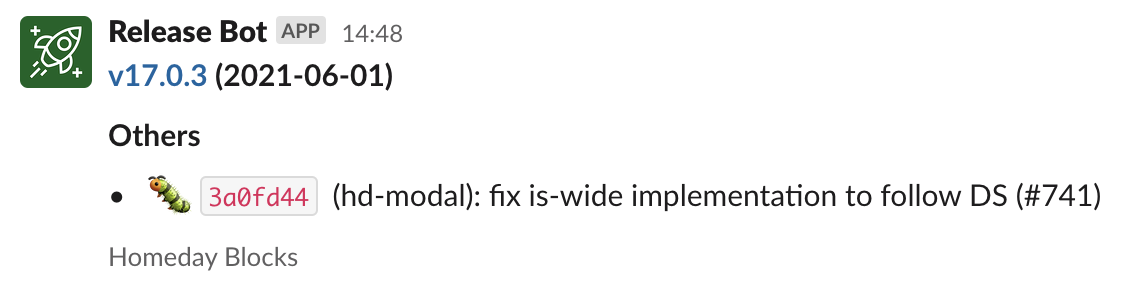 Release Bot APP 14:48
v17.0.3 (2021-06-01)
Others
• 🐛 3a0fd44 (hd-modal): fix is-wide implementation to follow DS (#741)
Homeday Blocks